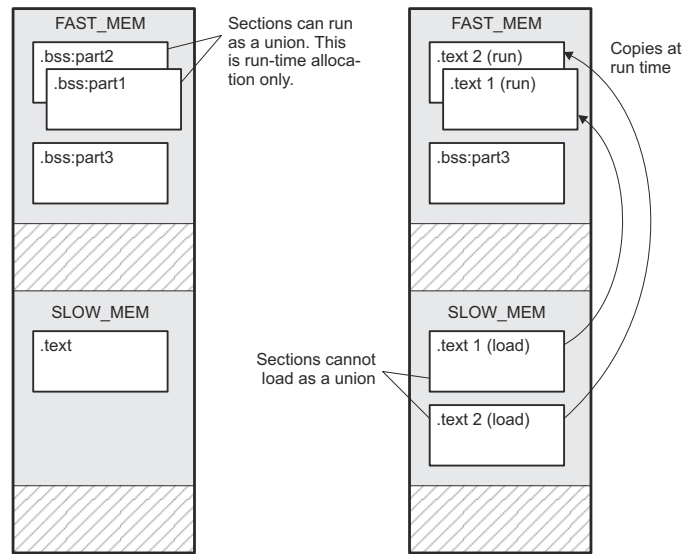 FAST_MEM
.bss:part2
.bss:part1
.bss:part3
SLOW_MEM
.text
Sections can run
as a union. This
is run-time alloca-
tion only.
FAST_MEM
.text 2 (run)
.text 1 (run)
.bss:part3
Copies at
run time
SLOW_MEM
.text 1 (load)
.text 2 (load)
Sections cannot
load as a union